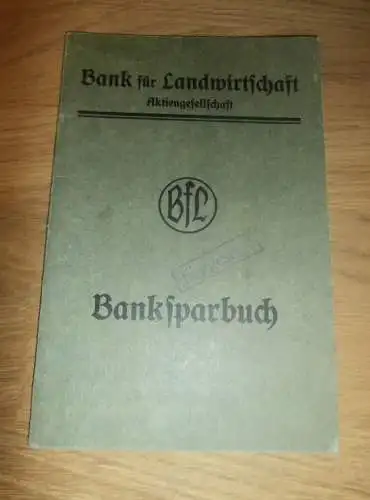 Bank für Landwirtschaft
Aktiengesellschaft
BfL
Banksparbuch